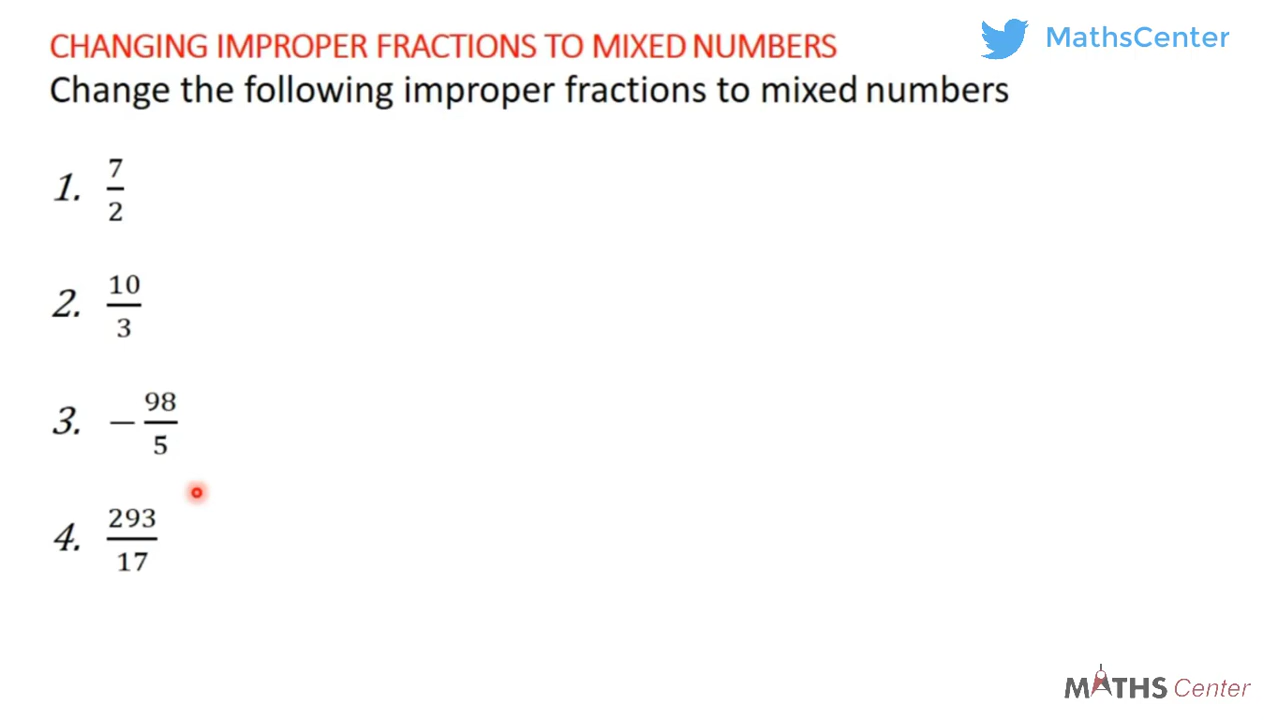 CHANGING IMPROPER FRACTIONS TO MIXED NUMBERS
MathsCenter
Change the following improper fractions to mixed numbers
1. 7/2
2. 10/3
3. −98/5
4. 293/17
MATHS Center